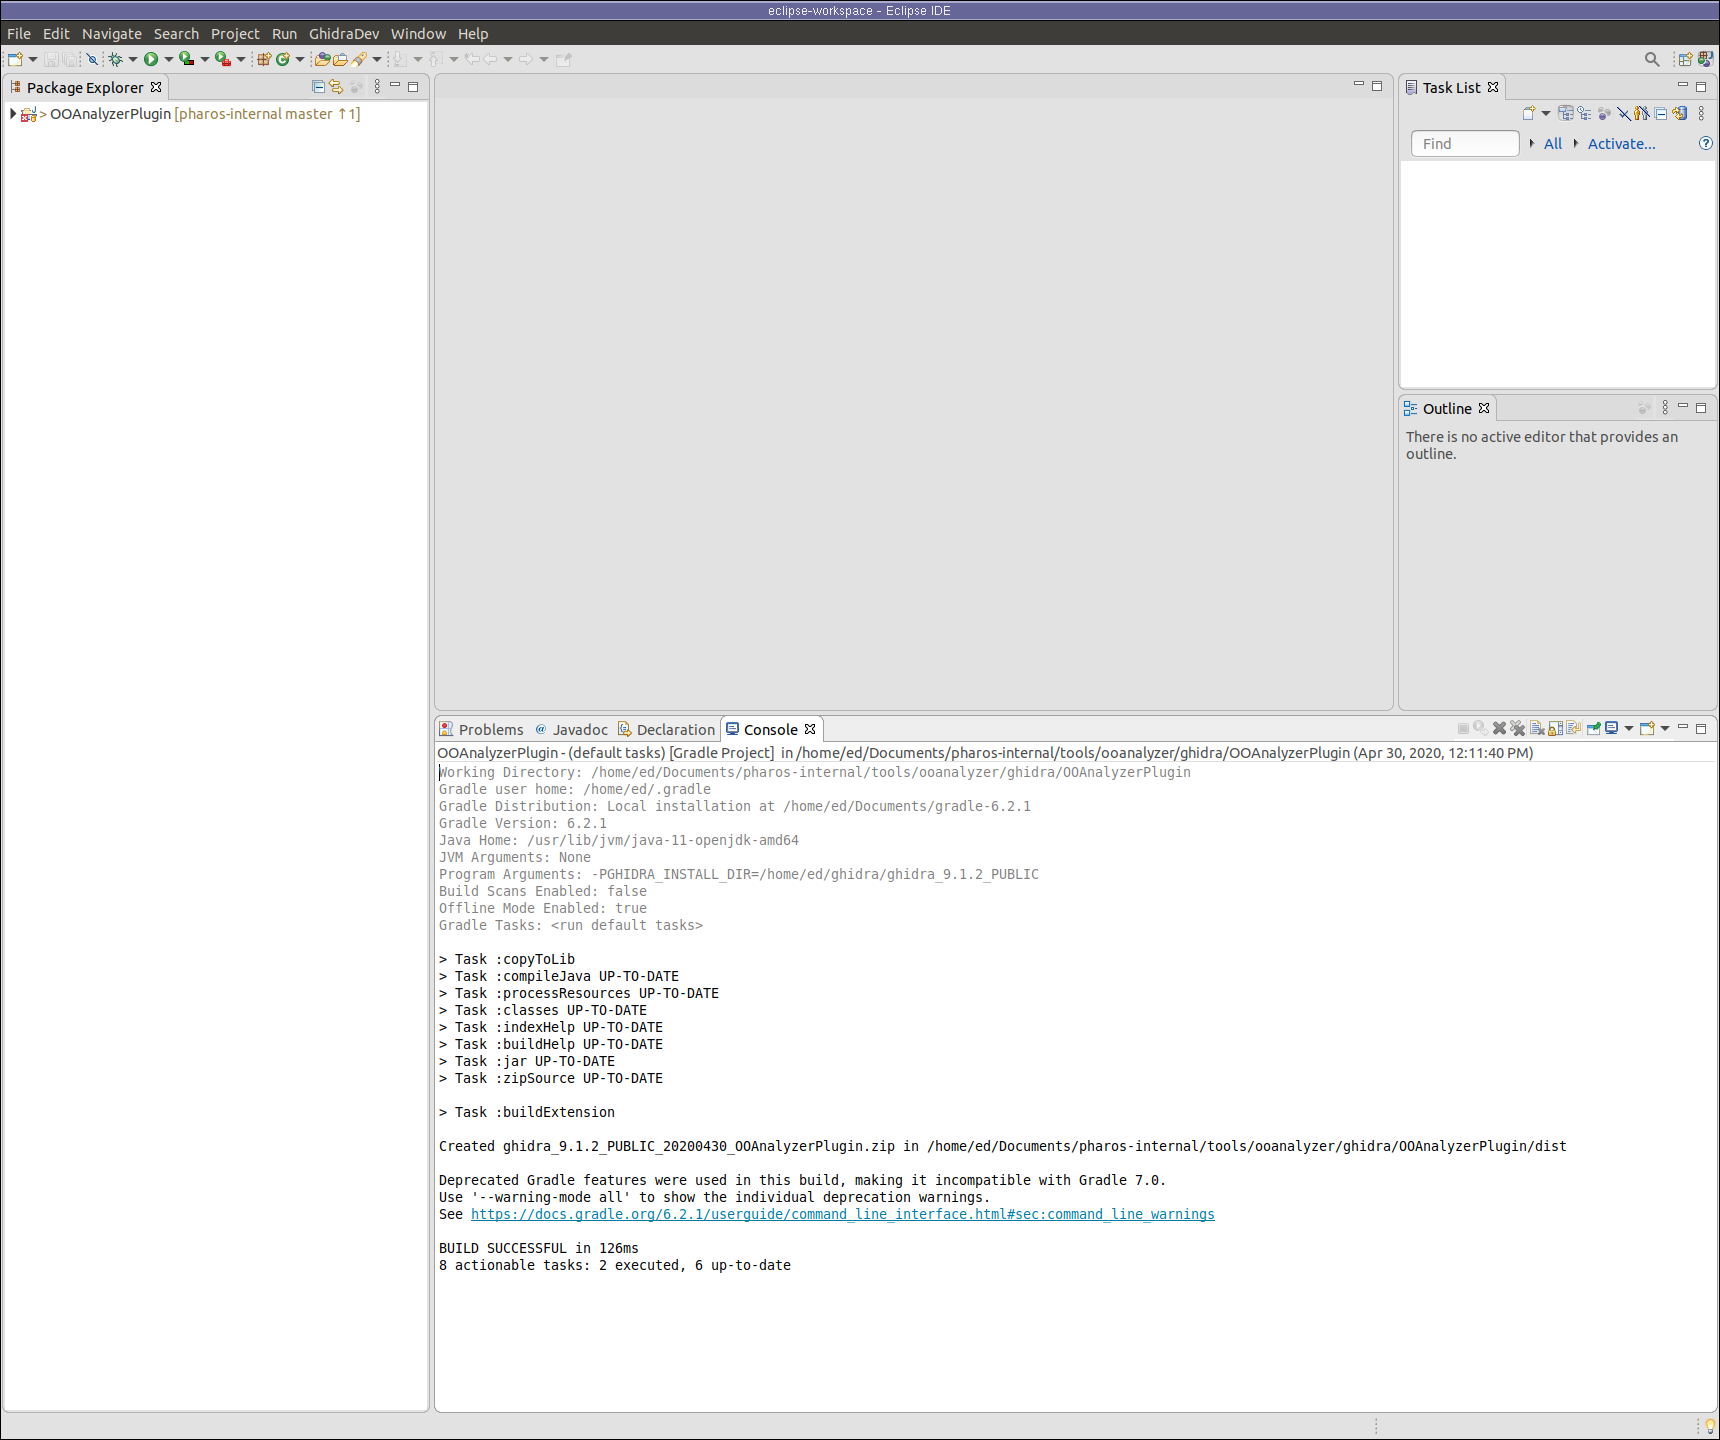 eclipse-workspace - Eclipse IDE
File Edit Navigate Search Project Run GhidraDev Window Help
Package Explorer
> OOAnalyzerPlugin [pharos-internal master ↑1]
Task List
Find All Activate...
Outline
There is no active editor that provides an
outline.
Problems @ Javadoc Declaration Console
OOAnalyzerPlugin - (default tasks) [Gradle Project] in /home/ed/Documents/pharos-internal/tools/ooanalyzer/ghidra/OOAnalyzerPlugin (Apr 30, 2020, 12:11:40 PM)
Working Directory: /home/ed/Documents/pharos-internal/tools/ooanalyzer/ghidra/OOAnalyzerPlugin
Gradle user home: /home/ed/.gradle
Gradle Distribution: Local installation at /home/ed/Documents/gradle-6.2.1
Gradle Version: 6.2.1
Java Home: /usr/lib/jvm/java-11-openjdk-amd64
JVM Arguments: None
Program Arguments: -PGHIDRA_INSTALL_DIR=/home/ed/ghidra/ghidra_9.1.2_PUBLIC
Build Scans Enabled: false
Offline Mode Enabled: true
Gradle Tasks: <run default tasks>
> Task :copyToLib
> Task :compileJava UP-TO-DATE
> Task :processResources UP-TO-DATE
> Task :classes UP-TO-DATE
> Task :indexHelp UP-TO-DATE
> Task :buildHelp UP-TO-DATE
> Task :jar UP-TO-DATE
> Task :zipSource UP-TO-DATE
> Task :buildExtension
Created ghidra_9.1.2_PUBLIC_20200430_OOAnalyzerPlugin.zip in /home/ed/Documents/pharos-internal/tools/ooanalyzer/ghidra/OOAnalyzerPlugin/dist
Deprecated Gradle features were used in this build, making it incompatible with Gradle 7.0.
Use '--warning-mode all' to show the individual deprecation warnings.
See https://docs.gradle.org/6.2.1/userguide/command_line_interface.html#sec:command_line_warnings
BUILD SUCCESSFUL in 126ms
8 actionable tasks: 2 executed, 6 up-to-date